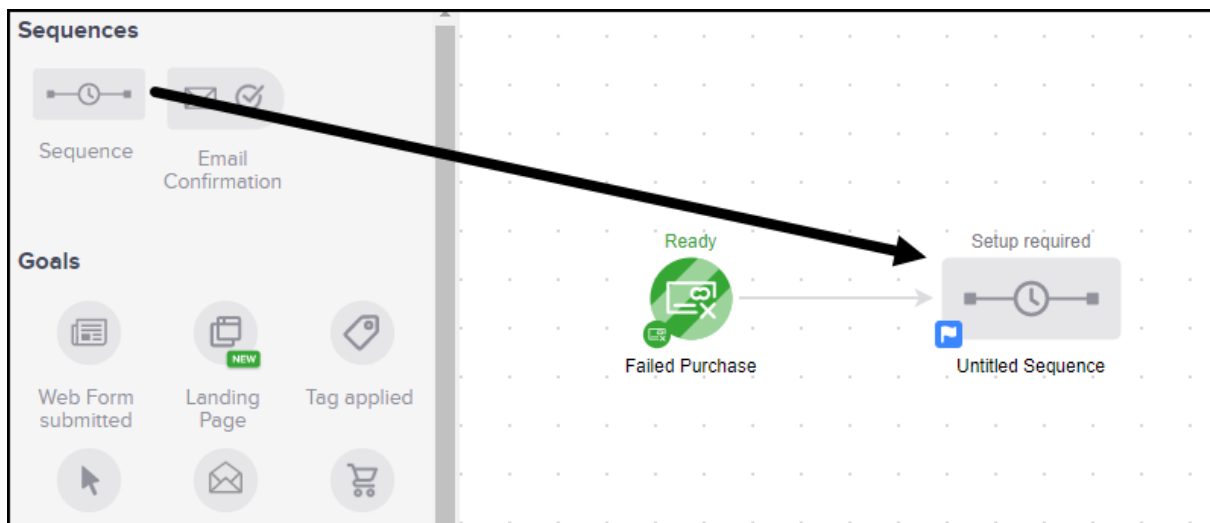 Sequences
Sequence
Email
Confirmation
Goals
Web Form
submitted
NEW
Landing
Page
Tag applied
Ready
Failed Purchase
Setup required
Untitled Sequence